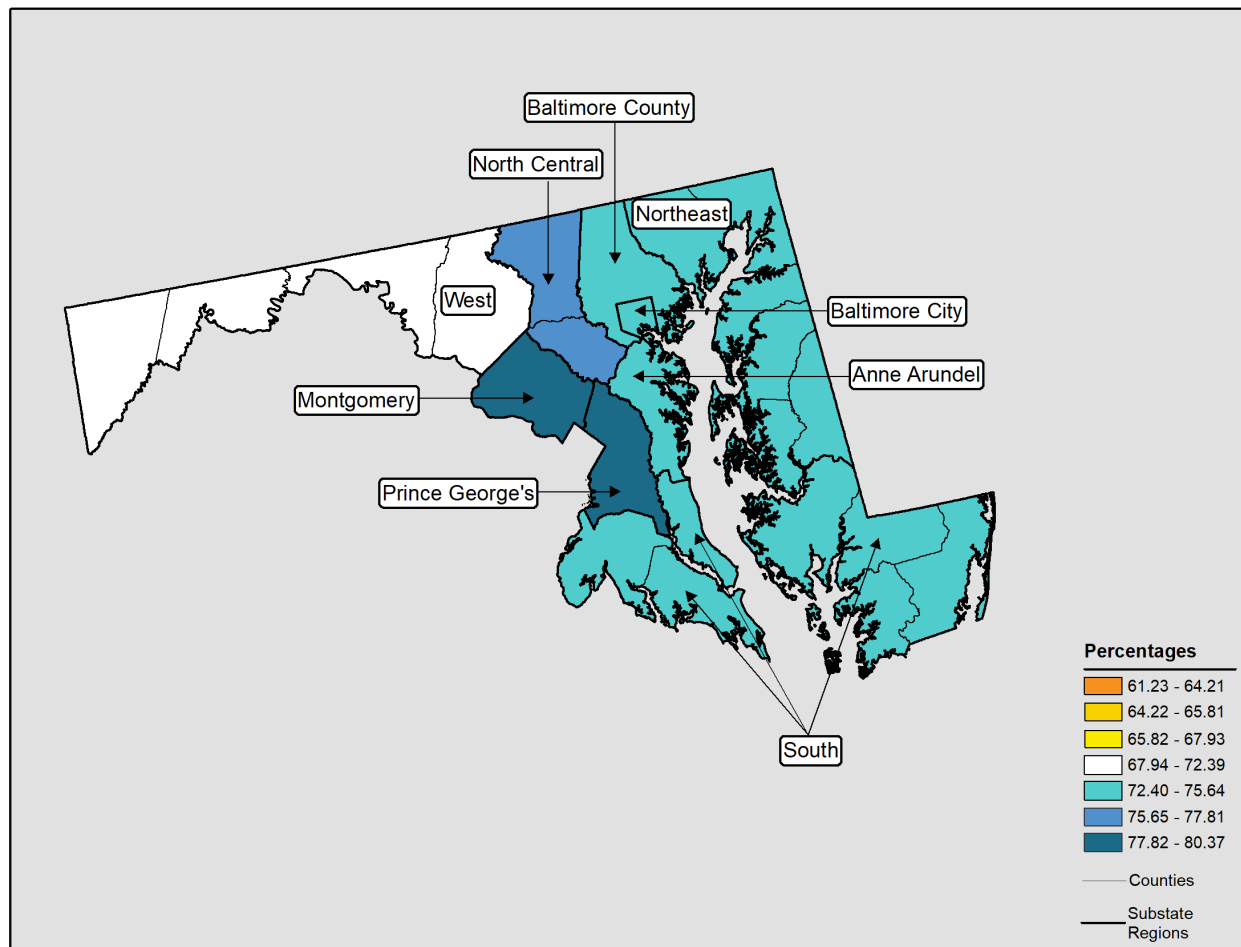 Baltimore County
North Central
Northeast
West
Baltimore City
Anne Arundel
Montgomery
Prince George's
South
Percentages
61.23 - 64.21
64.22 - 65.81
65.82 - 67.93
67.94 - 72.39
72.40 - 75.64
75.65 - 77.81
77.82 - 80.37
Counties
Substate
Regions